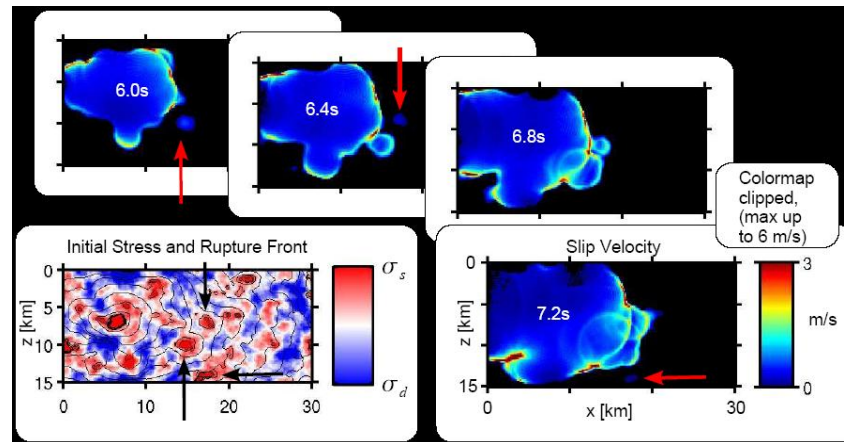 6.0s
6.4s
6.8s
Colormap
clipped,
(max up
to 6 m/s)
Initial Stress and Rupture Front
0
5
10
15
z [km]
0 10 20 30
σs
σd
Slip Velocity
7.2s
0
15
z [km]
0 30
x [km]
3
m/s
0